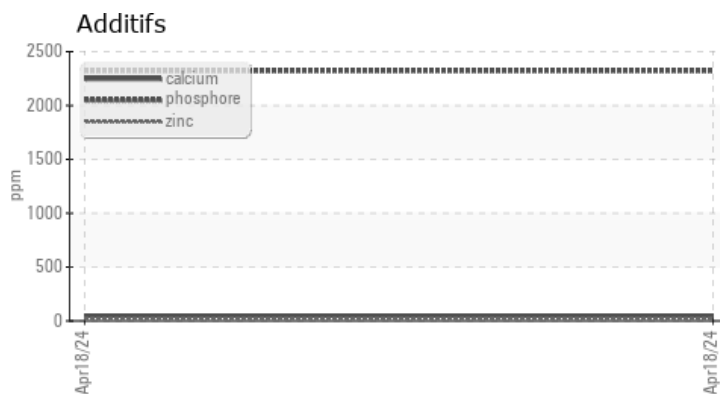 Additifs
2500
2000
1500
1000
500
0
ppm
calcium
phosphore
zinc
Apr18/24
Apr18/24